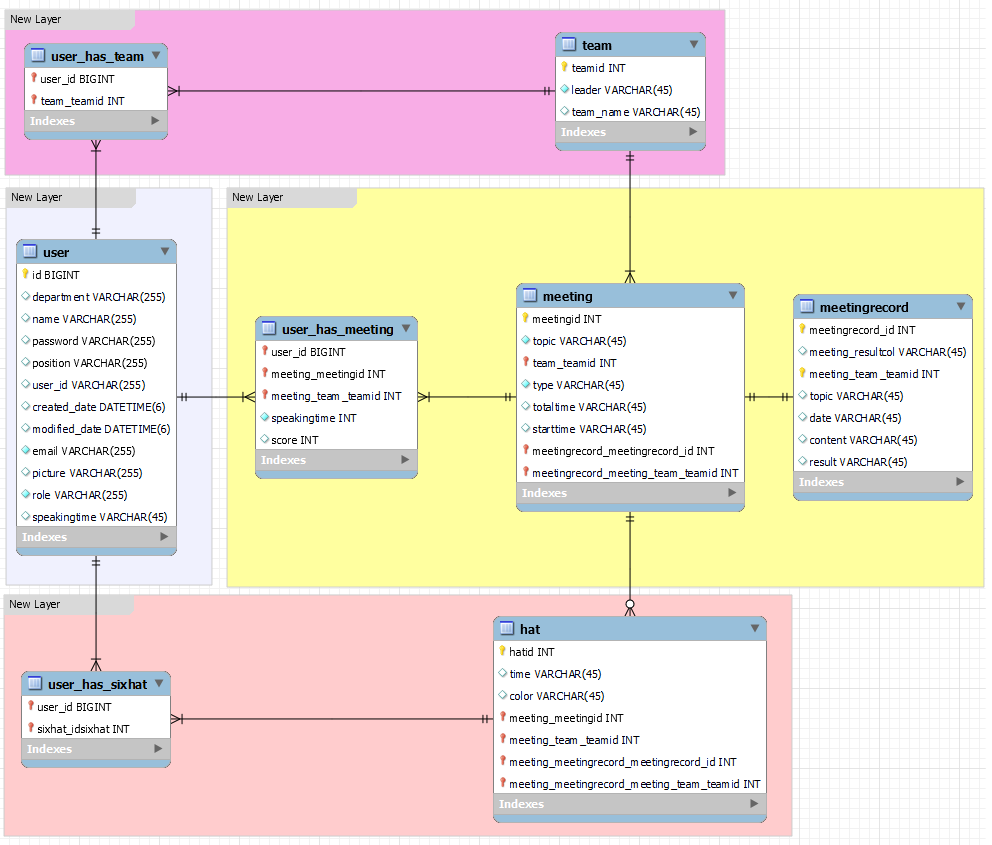 New Layer
user_has_team
user_id BIGINT
team_teamid INT
Indexes
team
teamid INT
leader VARCHAR(45)
team_name VARCHAR(45)
Indexes
New Layer
user
id BIGINT
department VARCHAR(255)
name VARCHAR(255)
password VARCHAR(255)
position VARCHAR(255)
user_id VARCHAR(255)
created_date DATETIME(6)
modified_date DATETIME(6)
email VARCHAR(255)
picture VARCHAR(255)
role VARCHAR(255)
speakingtime VARCHAR(45)
Indexes
New Layer
user_has_meeting
user_id BIGINT
meeting_meetingid INT
meeting_team_teamid INT
speakingtime INT
score INT
Indexes
meeting
meetingid INT
topic VARCHAR(45)
team_teamid INT
type VARCHAR(45)
totaltime VARCHAR(45)
starttime VARCHAR(45)
meetingrecord_meetingrecord_id INT
meetingrecord_meeting_team_teamid INT
Indexes
meetingrecord
meetingrecord_id INT
meeting_resultcol VARCHAR(45)
meeting_team_teamid INT
topic VARCHAR(45)
date VARCHAR(45)
content VARCHAR(45)
result VARCHAR(45)
Indexes
New Layer
user_has_sixhat
user_id BIGINT
sixhat_idsixhat INT
Indexes
hat
hatid INT
time VARCHAR(45)
color VARCHAR(45)
meeting_meetingid INT
meeting_team_teamid INT
meeting_meetingrecord_meetingrecord_id INT
meeting_meetingrecord_meeting_team_teamid INT
Indexes